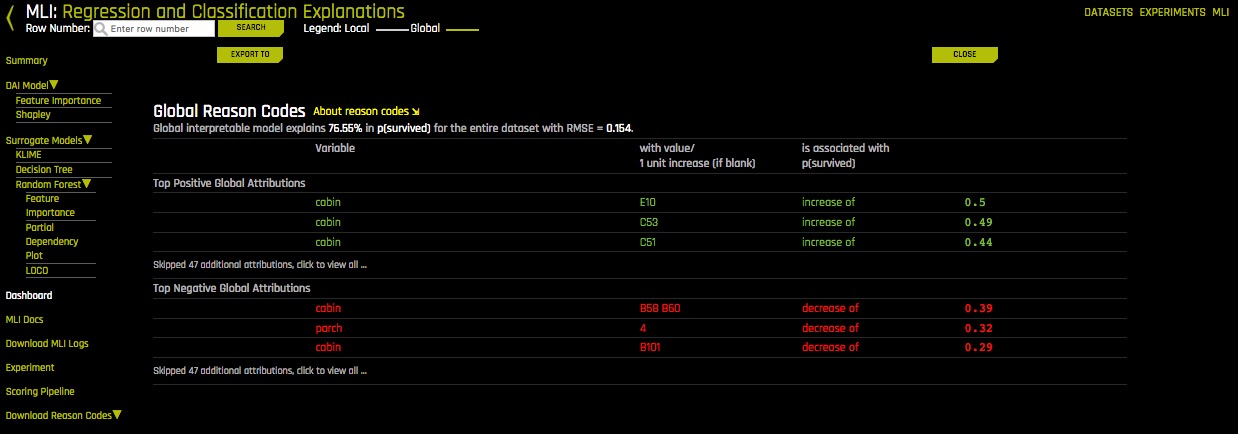 MLI: Regression and Classification Explanations
DATASETS EXPERIMENTS MLI
Row Number: Enter row number SEARCH Legend: Local Global
EXPORT TO CLOSE
Summary
DAI Model▼
Feature Importance
Shapley
Surrogate Models▼
KLIME
Decision Tree
Random Forest▼
Feature
Importance
Partial
Dependency
Plot
LOCO
Dashboard
MLI Docs
Download MLI Logs
Experiment
Scoring Pipeline
Download Reason Codes▼
Global Reason Codes About reason codes ⇲
Global interpretable model explains 76.55% in p(survived) for the entire dataset with RMSE = 0.154.
Variable with value/ is associated with
1 unit increase (if blank) p(survived)
Top Positive Global Attributions
cabin E10 increase of 0.5
cabin C53 increase of 0.49
cabin C51 increase of 0.44
Skipped 47 additional attributions, click to view all ...
Top Negative Global Attributions
cabin B58 B60 decrease of 0.39
parch 4 decrease of 0.32
cabin B101 decrease of 0.29
Skipped 47 additional attributions, click to view all ...